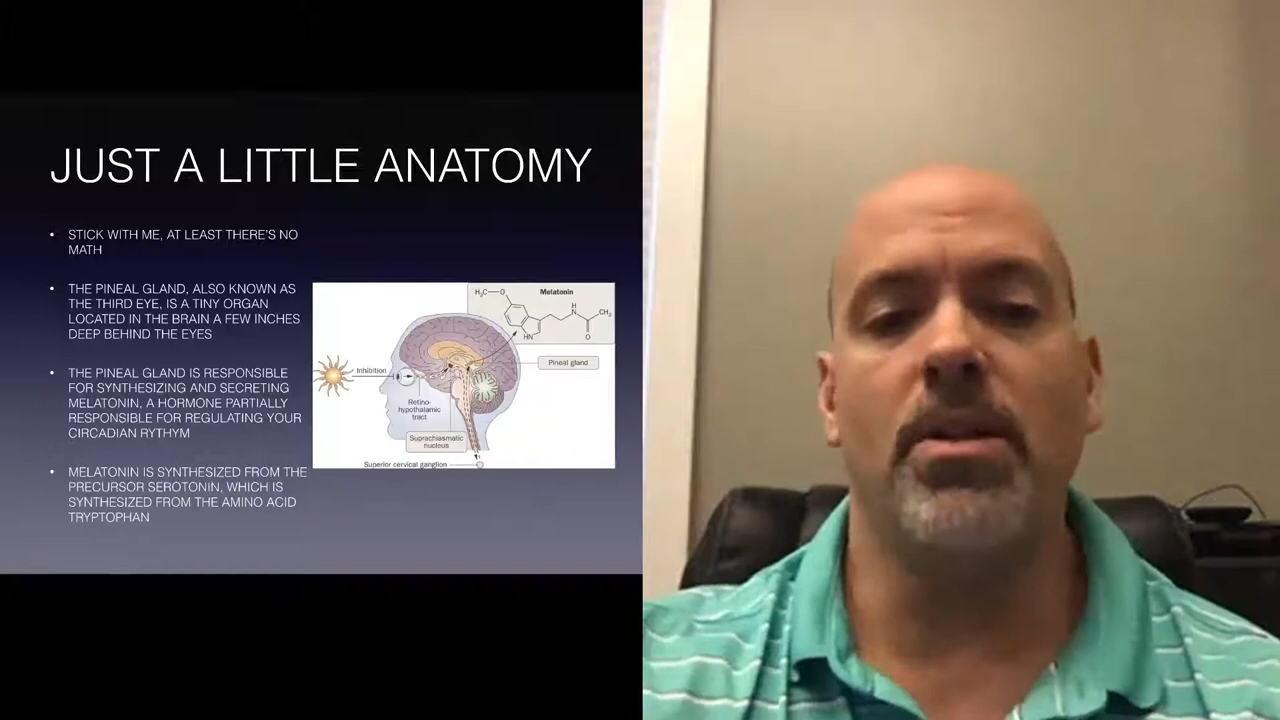 JUST A LITTLE ANATOMY
• STICK WITH ME, AT LEAST THERE'S NO
MATH
• THE PINEAL GLAND, ALSO KNOWN AS
THE THIRD EYE, IS A TINY ORGAN
LOCATED IN THE BRAIN A FEW INCHES
DEEP BEHIND THE EYES
• THE PINEAL GLAND IS RESPONSIBLE
FOR SYNTHESIZING AND SECRETING
MELATONIN, A HORMONE PARTIALLY
RESPONSIBLE FOR REGULATING YOUR
CIRCADIAN RYTHYM
• MELATONIN IS SYNTHESIZED FROM THE
PRECURSOR SEROTONIN, WHICH IS
SYNTHESIZED FROM THE AMINO ACID
TRYPTOPHAN
Melatonin
H₃C
O
H
N
CH₃
HN
O
Pineal gland
Inhibition
Retino-
hypothalamic
tract
Suprachiasmatic
nucleus
Superior cervical ganglion